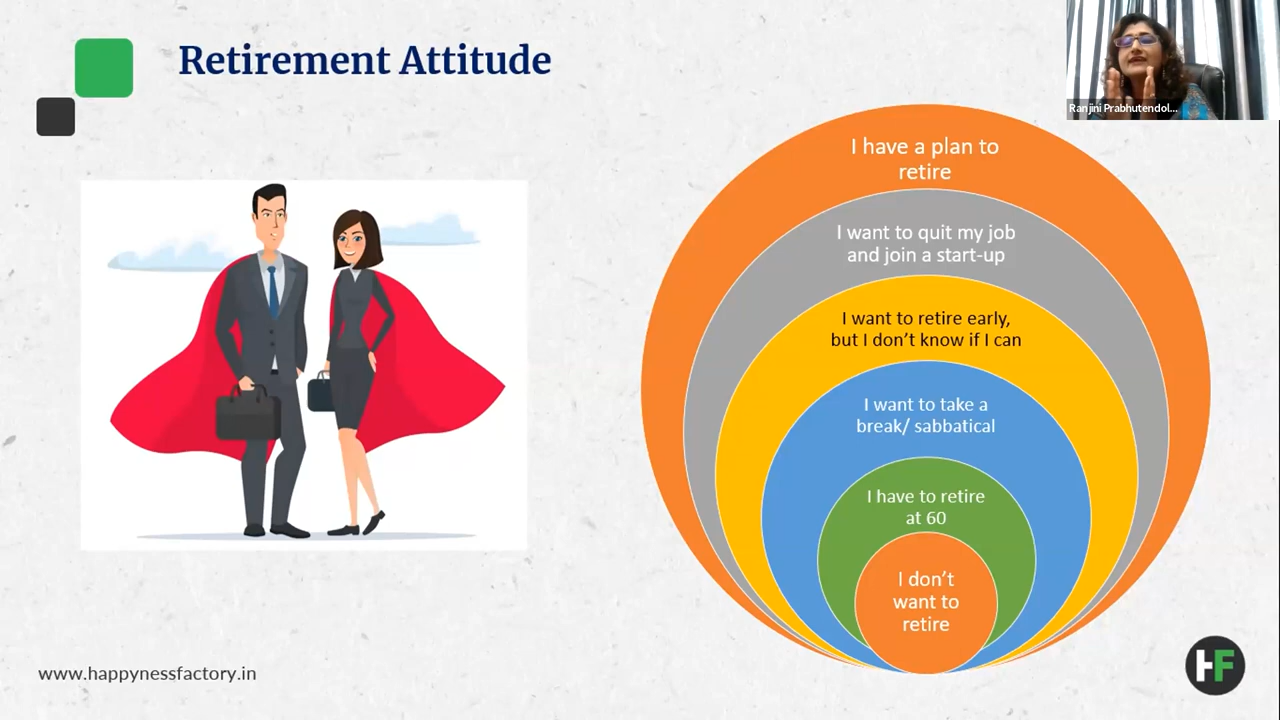 Retirement Attitude
Ranjini Prabhutendol...
I have a plan to
retire
I want to quit my job
and join a start-up
I want to retire early,
but I don’t know if I can
I want to take a
break/ sabbatical
I have to retire
at 60
I don’t
want to
retire
www.happynessfactory.in
HF